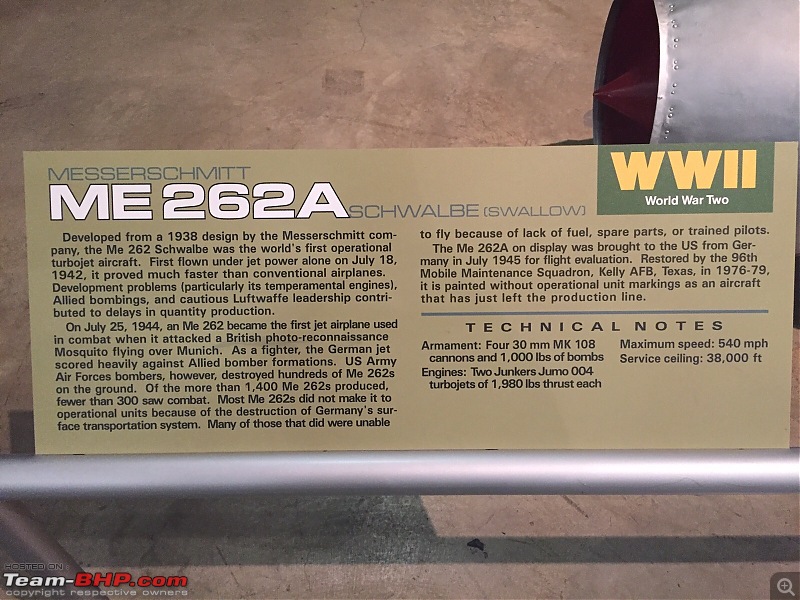 MESSERSCHMITT
ME 262A SCHWALBE (SWALLOW)
WWII
World War Two
Developed from a 1938 design by the Messerschmitt com-
pany, the Me 262 Schwalbe was the world's first operational
turbojet aircraft. First flown under jet power alone on July 18,
1942, it proved much faster than conventional airplanes.
Development problems (particularly its temperamental engines),
Allied bombings, and cautious Luftwaffe leadership contri-
buted to delays in quantity production.
On July 25, 1944, an Me 262 became the first jet airplane used
in combat when it attacked a British photo-reconnaissance
Mosquito flying over Munich. As a fighter, the German jet
scored heavily against Allied bomber formations. US Army
Air Forces bombers, however, destroyed hundreds of Me 262s
on the ground. Of the more than 1,400 Me 262s produced,
fewer than 300 saw combat. Most Me 262s did not make it to
operational units because of the destruction of Germany's sur-
face transportation system. Many of those that did were unable
to fly because of lack of fuel, spare parts, or trained pilots.
The Me 262A on display was brought to the US from Ger-
many in July 1945 for flight evaluation. Restored by the 96th
Mobile Maintenance Squadron, Kelly AFB, Texas, in 1976-79,
it is painted without operational unit markings as an aircraft
that has just left the production line.
TECHNICAL NOTES
Armament: Four 30 mm MK 108
cannons and 1,000 lbs of bombs
Engines: Two Junkers Jumo 004
turbojets of 1,980 lbs thrust each
Maximum speed: 540 mph
Service ceiling: 38,000 ft
HOSTED ON
Team-BHP.com
copyright respective owners